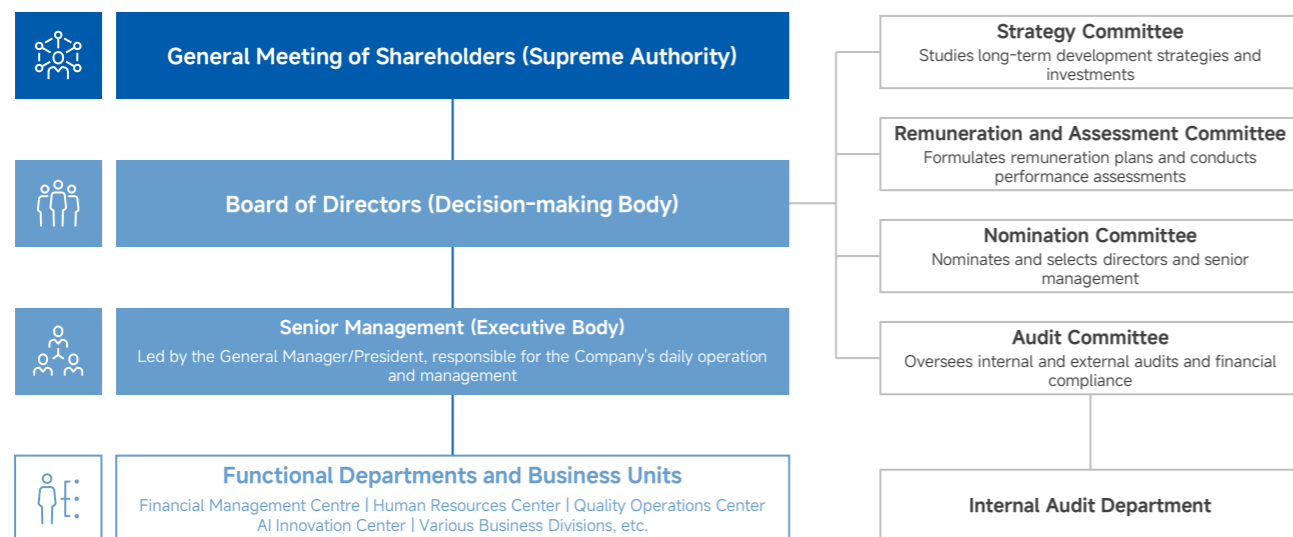 General Meeting of Shareholders (Supreme Authority)
Board of Directors (Decision-making Body)
Senior Management (Executive Body)
Led by the General Manager/President, responsible for the Company's daily operation
and management
Functional Departments and Business Units
Financial Management Centre | Human Resources Center | Quality Operations Center
AI Innovation Center | Various Business Divisions, etc.
Strategy Committee
Studies long-term development strategies and
investments
Remuneration and Assessment Committee
Formulates remuneration plans and conducts
performance assessments
Nomination Committee
Nominates and selects directors and senior
management
Audit Committee
Oversees internal and external audits and financial
compliance
Internal Audit Department